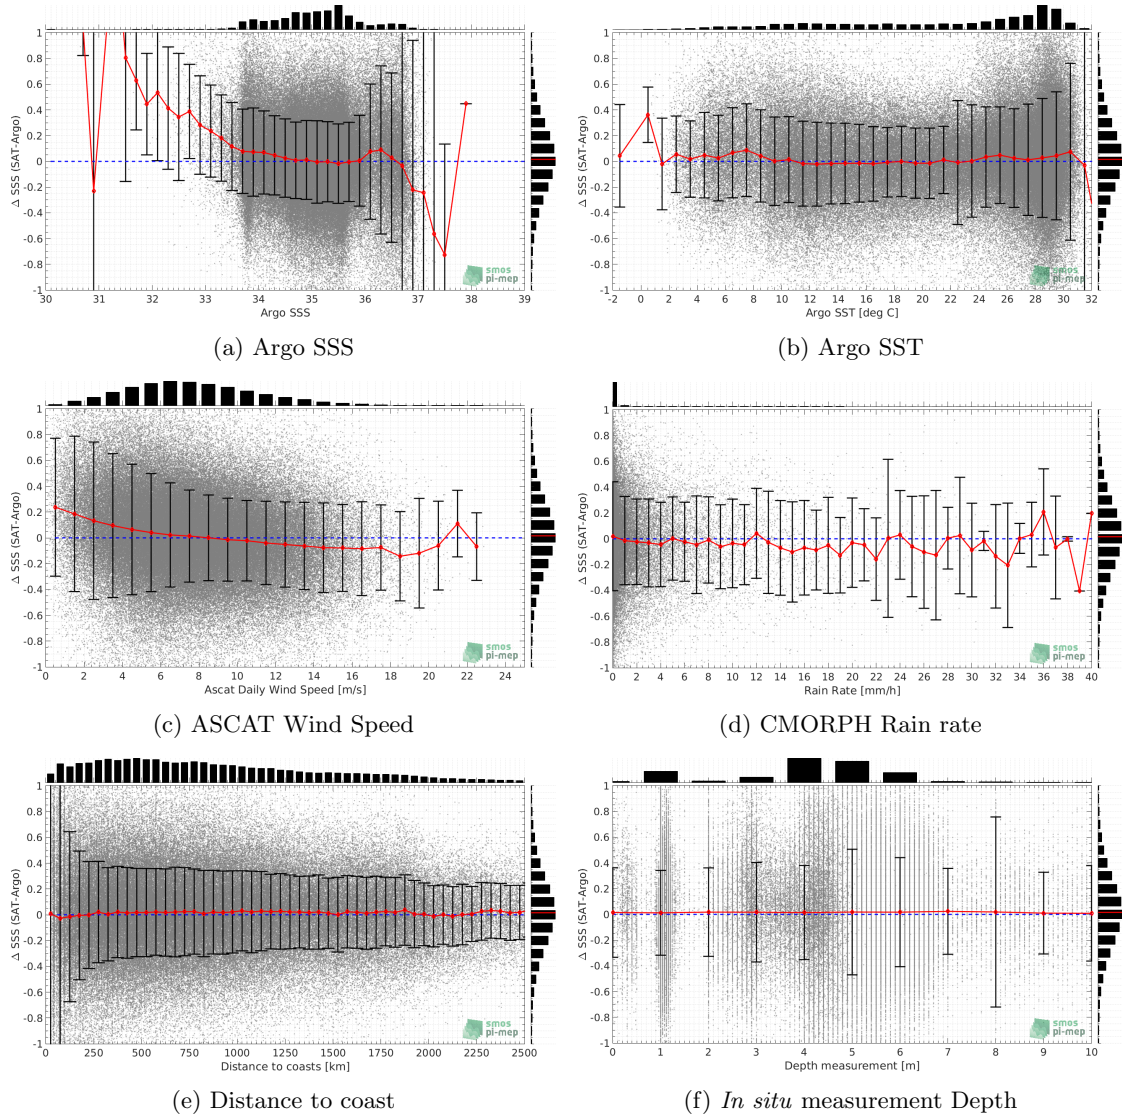 1
0.8
0.6
0.4
0.2
0
-0.2
-0.4
-0.6
-0.8
-1
Δ SSS (SAT-Argo)
30 31 32 33 34 35 36 37 38 39
Argo SSS
smos
pi-mep
(a) Argo SSS
1
0.8
0.6
0.4
0.2
0
-0.2
-0.4
-0.6
-0.8
-1
Δ SSS (SAT-Argo)
-2 0 2 4 6 8 10 12 14 16 18 20 22 24 26 28 30 32
Argo SST [deg C]
smos
pi-mep
(b) Argo SST
1
0.8
0.6
0.4
0.2
0
-0.2
-0.4
-0.6
-0.8
-1
Δ SSS (SAT-Argo)
0 2 4 6 8 10 12 14 16 18 20 22 24
Ascat Daily Wind Speed [m/s]
smos
pi-mep
(c) ASCAT Wind Speed
1
0.8
0.6
0.4
0.2
0
-0.2
-0.4
-0.6
-0.8
-1
Δ SSS (SAT-Argo)
0 2 4 6 8 10 12 14 16 18 20 22 24 26 28 30 32 34 36 38 40
Rain Rate [mm/h]
smos
pi-mep
(d) CMORPH Rain rate
1
0.8
0.6
0.4
0.2
0
-0.2
-0.4
-0.6
-0.8
-1
Δ SSS (SAT-Argo)
0 250 500 750 1000 1250 1500 1750 2000 2250 2500
Distance to coasts [km]
smos
pi-mep
(e) Distance to coast
1
0.8
0.6
0.4
0.2
0
-0.2
-0.4
-0.6
-0.8
-1
Δ SSS (SAT-Argo)
0 1 2 3 4 5 6 7 8 9 10
Depth measurement [m]
smos
pi-mep
(f) In situ measurement Depth